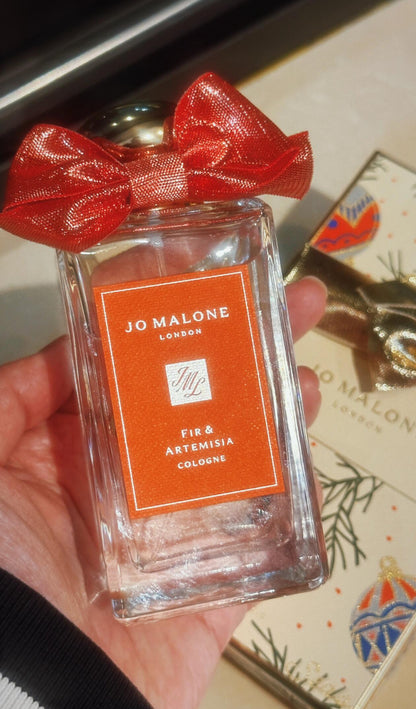 JO MALONE
LONDON
JML
FIR &
ARTEMISIA
COLOGNE
JO MALONE
LONDON